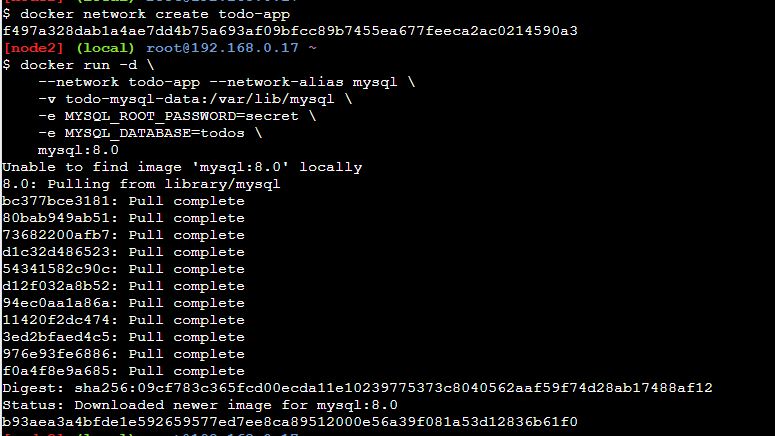 $ docker network create todo-app
f497a328dab1a4ae7dd4b75a693af09bfcc89b7455ea677feeca2ac0214590a3
[node2] (local) root@192.168.0.17 ~
$ docker run -d \
    --network todo-app --network-alias mysql \
    -v todo-mysql-data:/var/lib/mysql \
    -e MYSQL_ROOT_PASSWORD=secret \
    -e MYSQL_DATABASE=todos \
    mysql:8.0
Unable to find image 'mysql:8.0' locally
8.0: Pulling from library/mysql
bc377bce3181: Pull complete
80bab949ab51: Pull complete
73682200afb7: Pull complete
d1c32d486523: Pull complete
54341582c90c: Pull complete
d12f032a8b52: Pull complete
94ec0aa1a86a: Pull complete
11420f2dc474: Pull complete
3ed2bfaed4c5: Pull complete
976e93fe6886: Pull complete
f0a4f8e9a685: Pull complete
Digest: sha256:09cf783c365fcd00ecda11e10239775373c8040562aaf59f74d28ab17488af12
Status: Downloaded newer image for mysql:8.0
b93aea3a4bfde1e592659577ed7ee8ca89512000e56a39f081a53d12836b61f0